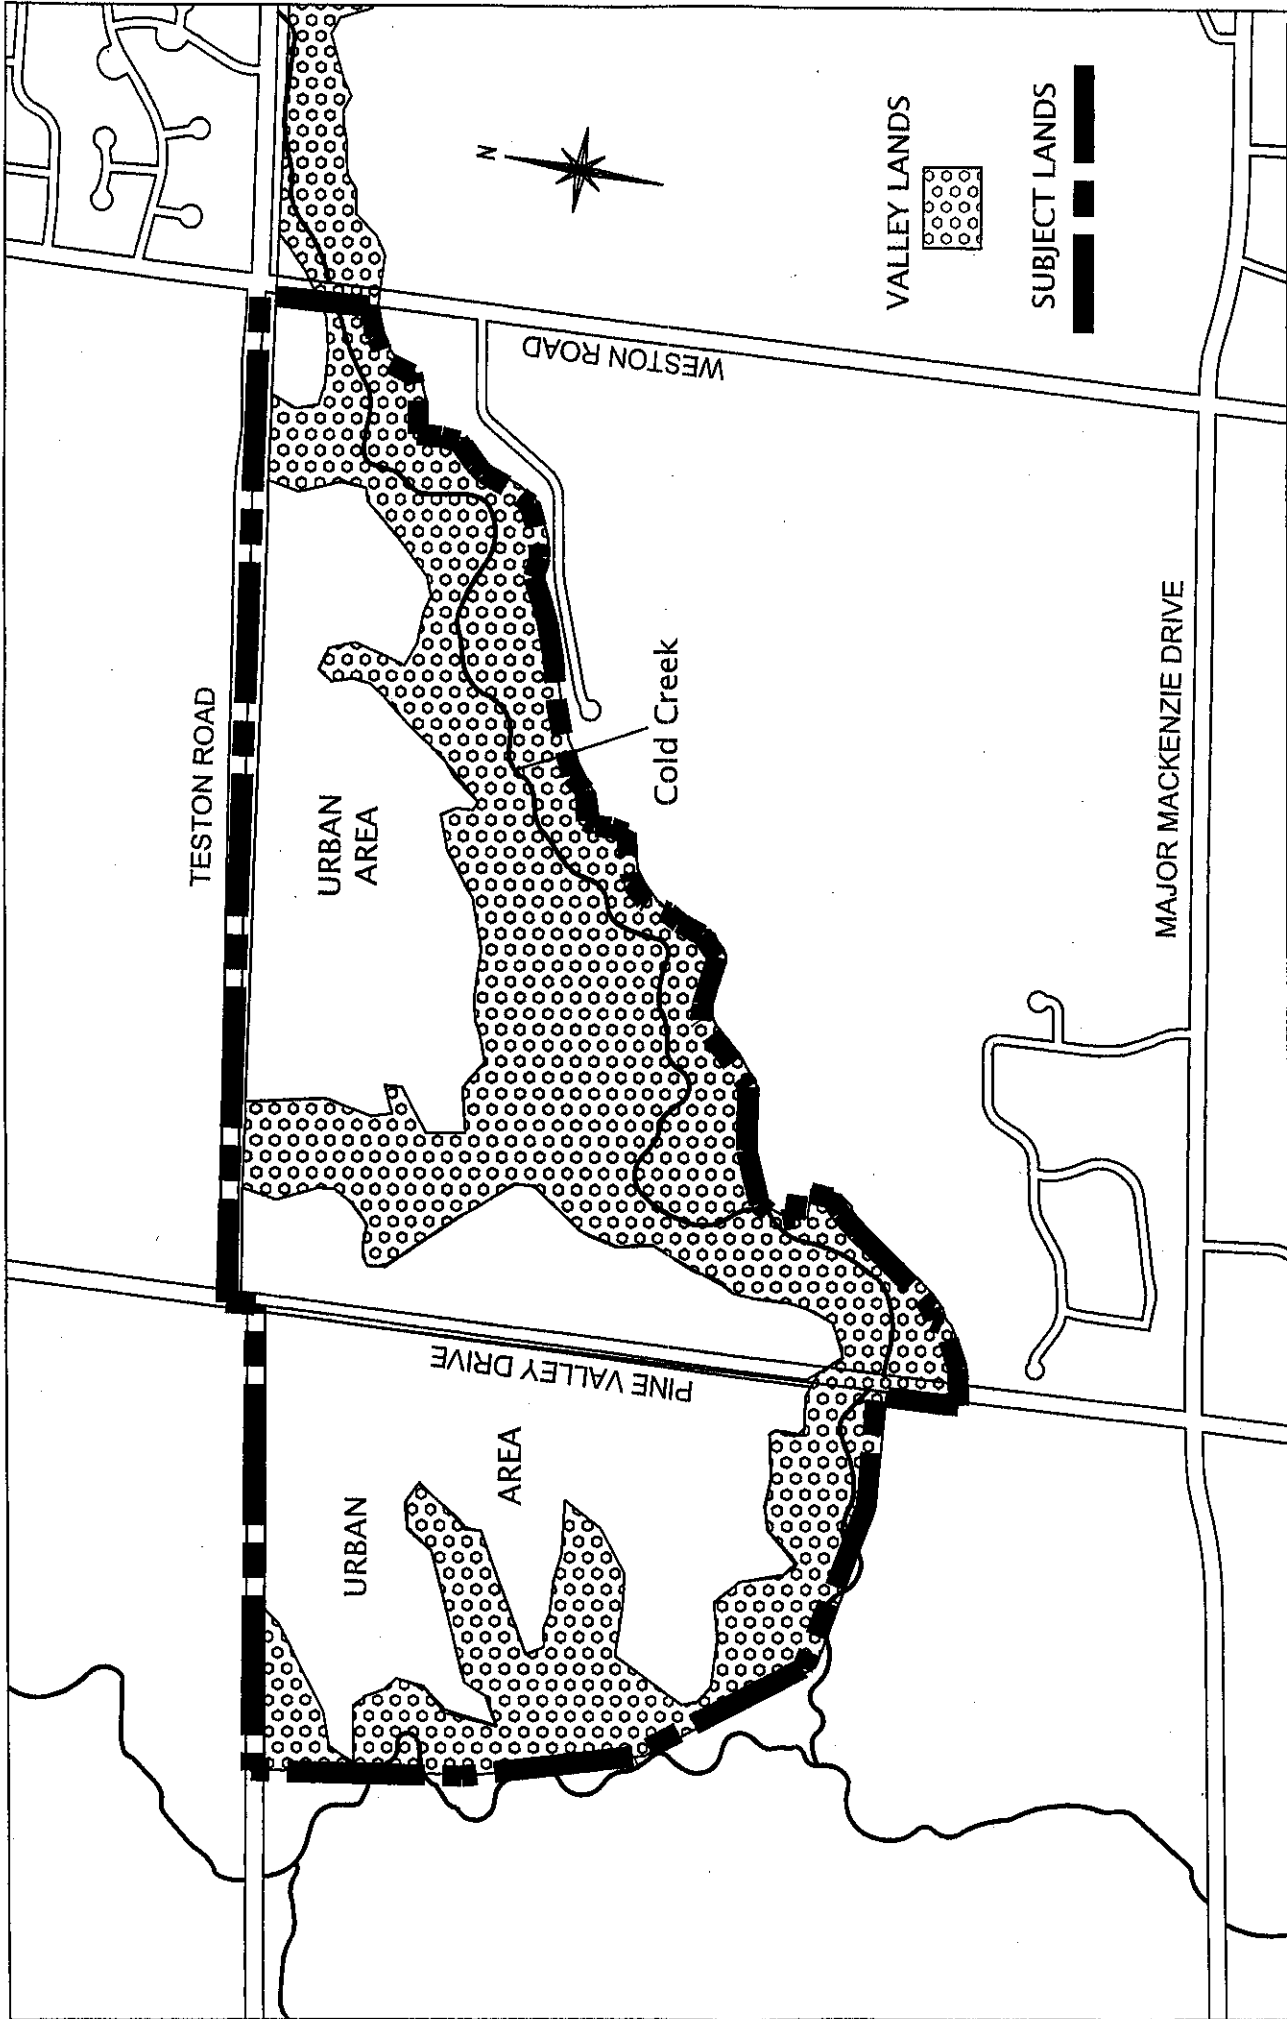 TESTON ROAD
URBAN
AREA
URBAN
AREA
PINE VALLEY DRIVE
Cold Creek
WESTON ROAD
N
VALLEY LANDS
SUBJECT LANDS
MAJOR MACKENZIE DRIVE